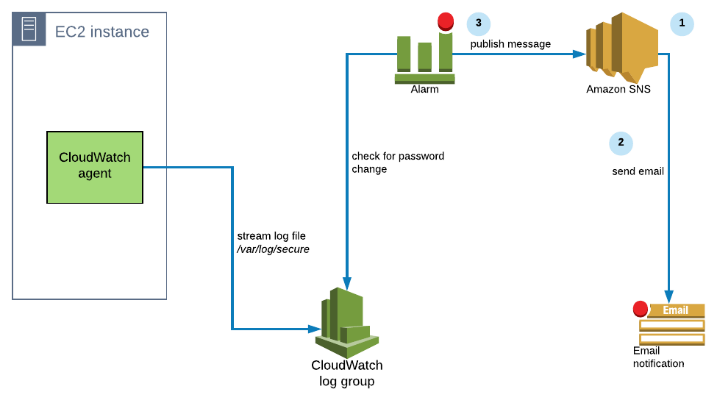 EC2 instance
CloudWatch
agent
stream log file
/var/log/secure
CloudWatch
log group
check for password
change
Alarm
3
publish message
1
Amazon SNS
2
send email
Email
Email
notification